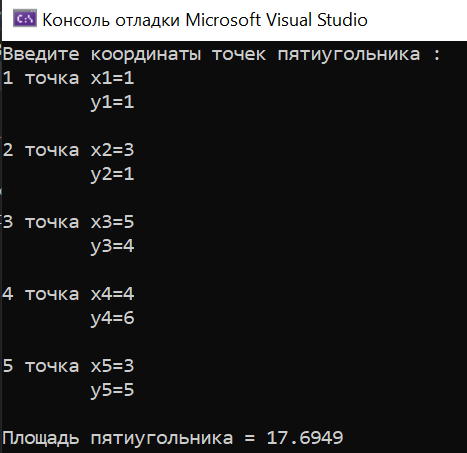 C:\
Консоль отладки Microsoft Visual Studio
Введите координаты точек пятиугольника :
1 точка x1=1
y1=1
2 точка x2=3
y2=1
3 точка x3=5
y3=4
4 точка x4=4
y4=6
5 точка x5=3
y5=5
Площадь пятиугольника = 17.6949